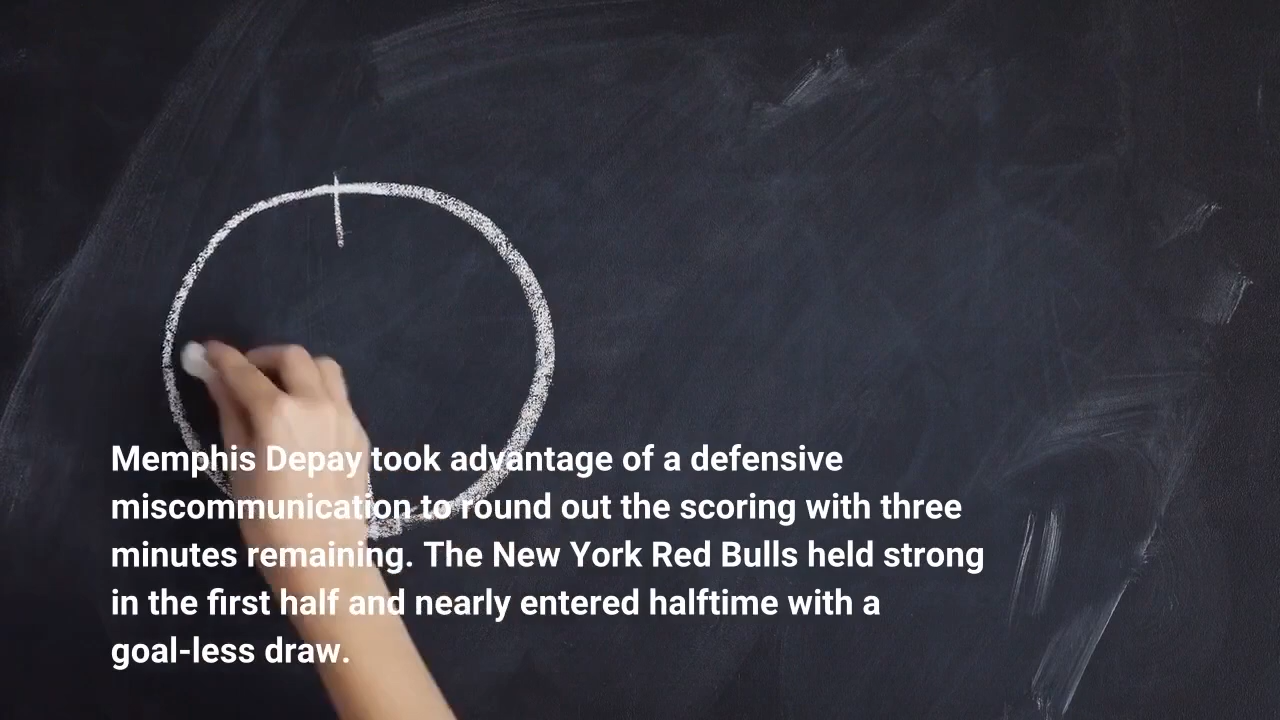 Memphis Depay took advantage of a defensive
miscommunication to round out the scoring with three
minutes remaining. The New York Red Bulls held strong
in the first half and nearly entered halftime with a
goal-less draw.